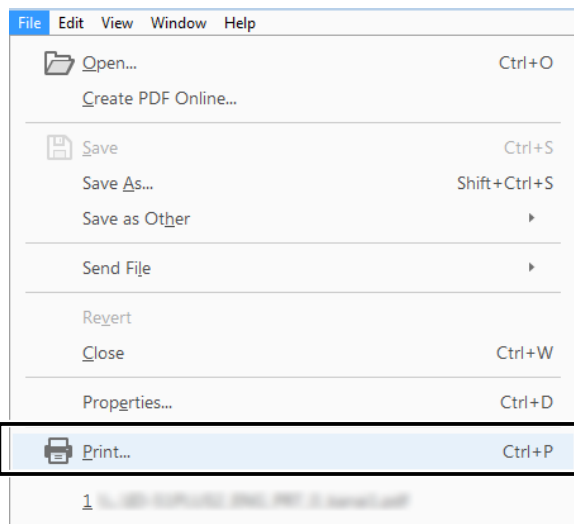 File Edit View Window Help
Open... Ctrl+O
Create PDF Online...
Save Ctrl+S
Save As... Shift+Ctrl+S
Save as Other
Send File
Revert
Close Ctrl+W
Properties... Ctrl+D
Print... Ctrl+P
1